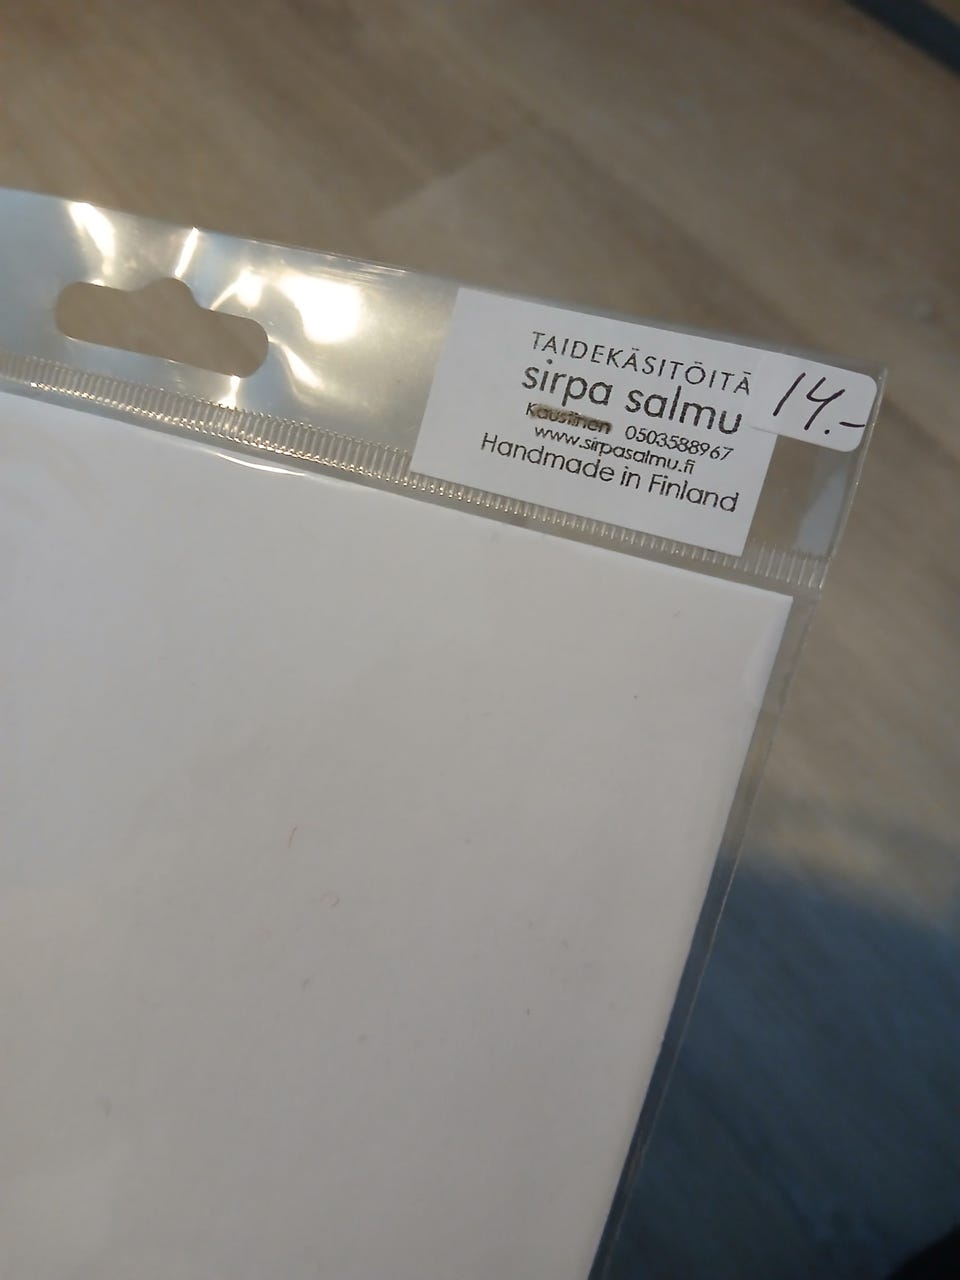 TAIDEKÄSITÖITÄ
sirpa salmu
Kaustinen 0503588967
www.sirpasalmu.fi
Handmade in Finland
14.-